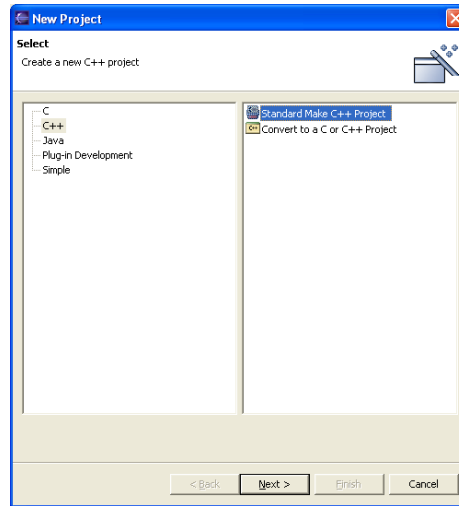 New Project
Select
Create a new C++ project
C
C++
Java
Plug-in Development
Simple
Standard Make C++ Project
Convert to a C or C++ Project
< Back
Next >
Finish
Cancel